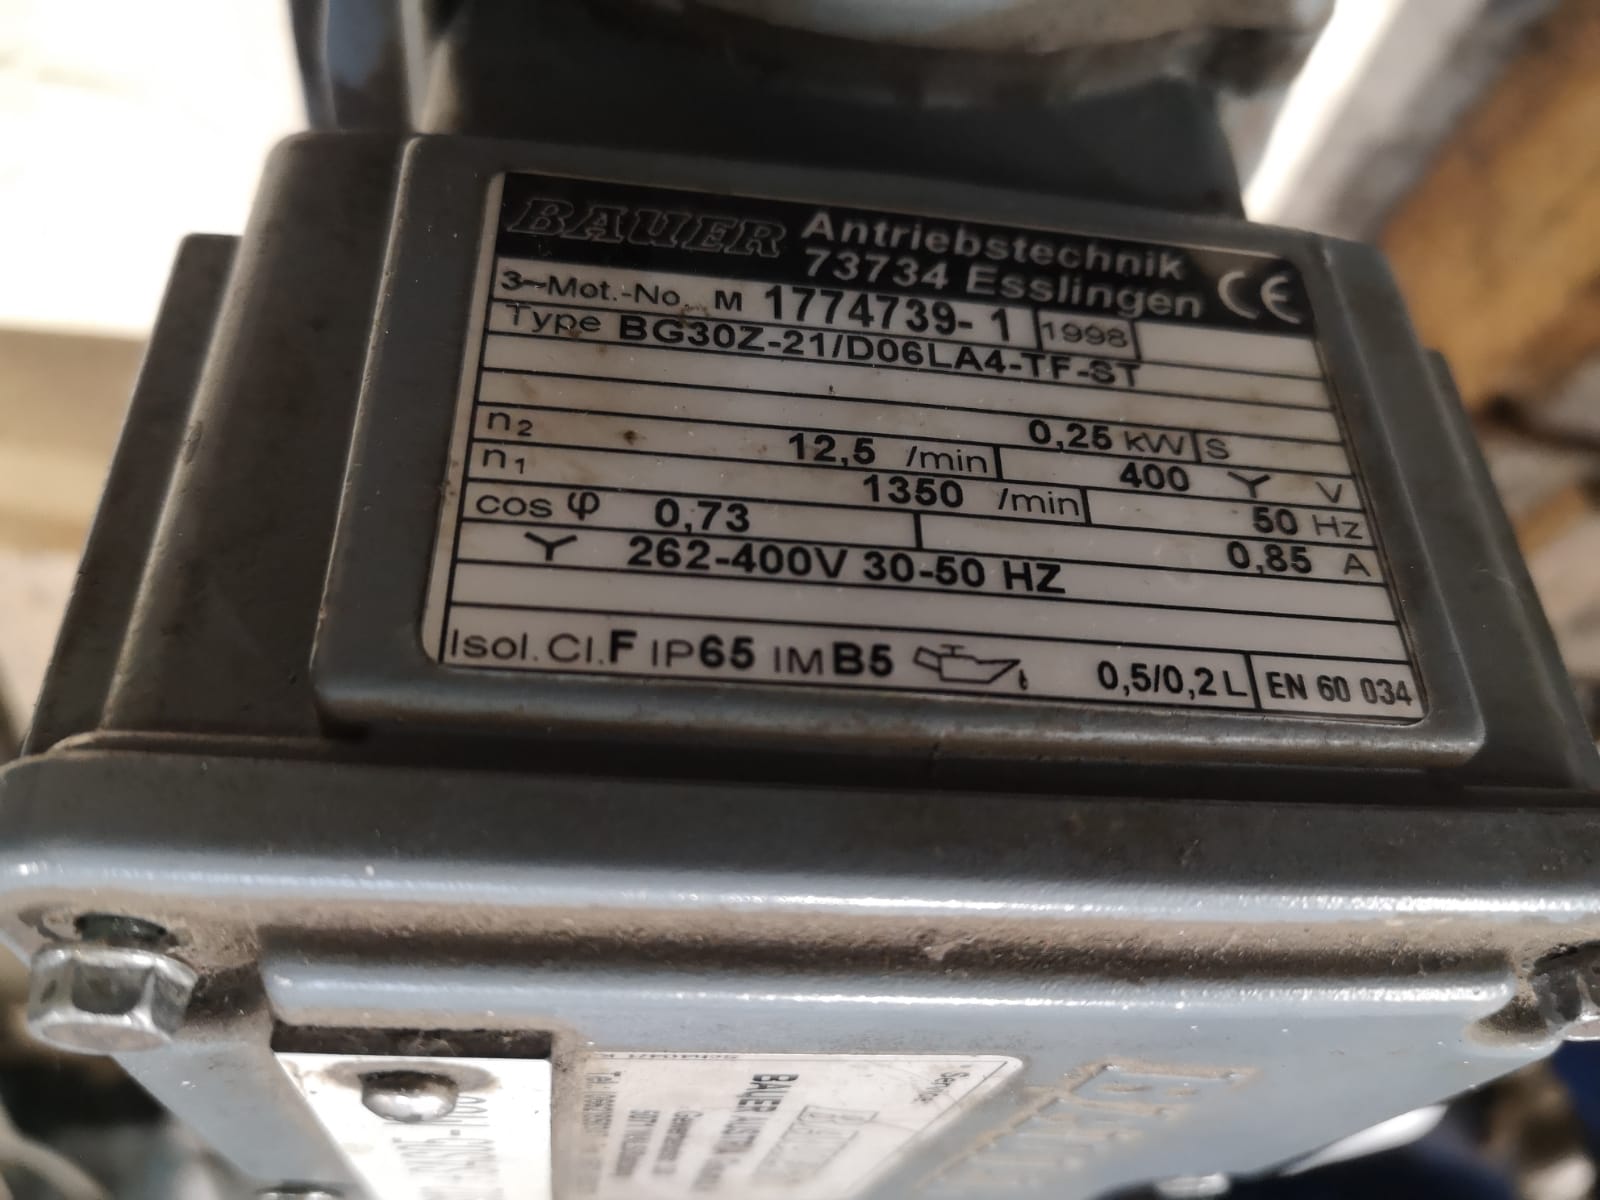 BAUER Antriebstechnik
73734 Esslingen CE
3~Mot.-No. M 1774739-1 1998
Type BG30Z-21/D06LA4-TF-ST
0,25 kW S
n2 12,5 /min 400 Y V
n1 1350 /min 50 Hz
cos φ 0,73 0,85 A
Y 262-400V 30-50 HZ
Isol.Cl.F IP65 IM B5 0,5/0,2 L EN 60 034
BAUER AUSTRIA